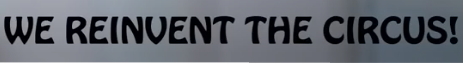 WE REINVENT THE CIRCUS!